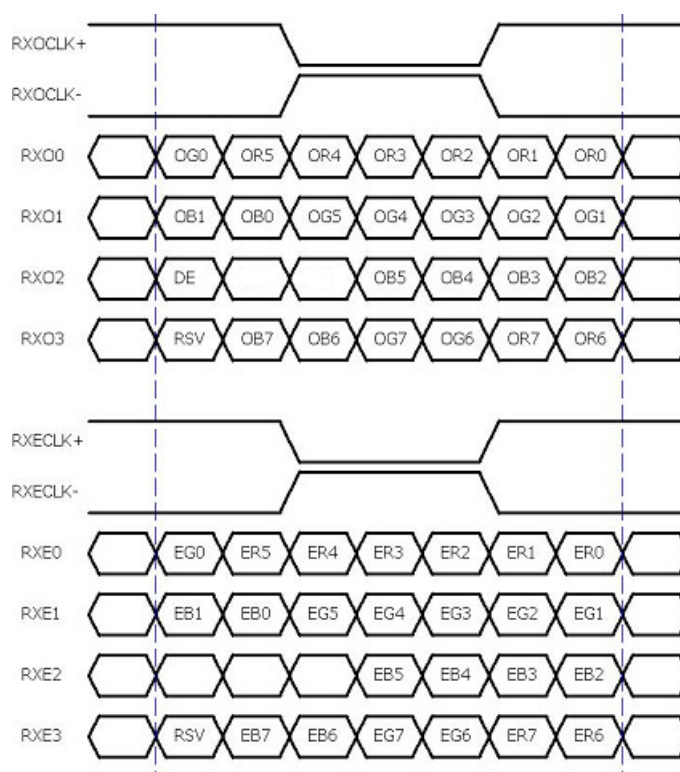 RXOCLK+
RXOCLK-
RXO0 OG0 OR5 OR4 OR3 OR2 OR1 OR0
RXO1 OB1 OB0 OG5 OG4 OG3 OG2 OG1
RXO2 DE OB5 OB4 OB3 OB2
RXO3 RSV OB7 OB6 OG7 OG6 OR7 OR6
RXECLK+
RXECLK-
RXE0 EG0 ER5 ER4 ER3 ER2 ER1 ER0
RXE1 EB1 EB0 EG5 EG4 EG3 EG2 EG1
RXE2 EB5 EB4 EB3 EB2
RXE3 RSV EB7 EB6 EG7 EG6 ER7 ER6